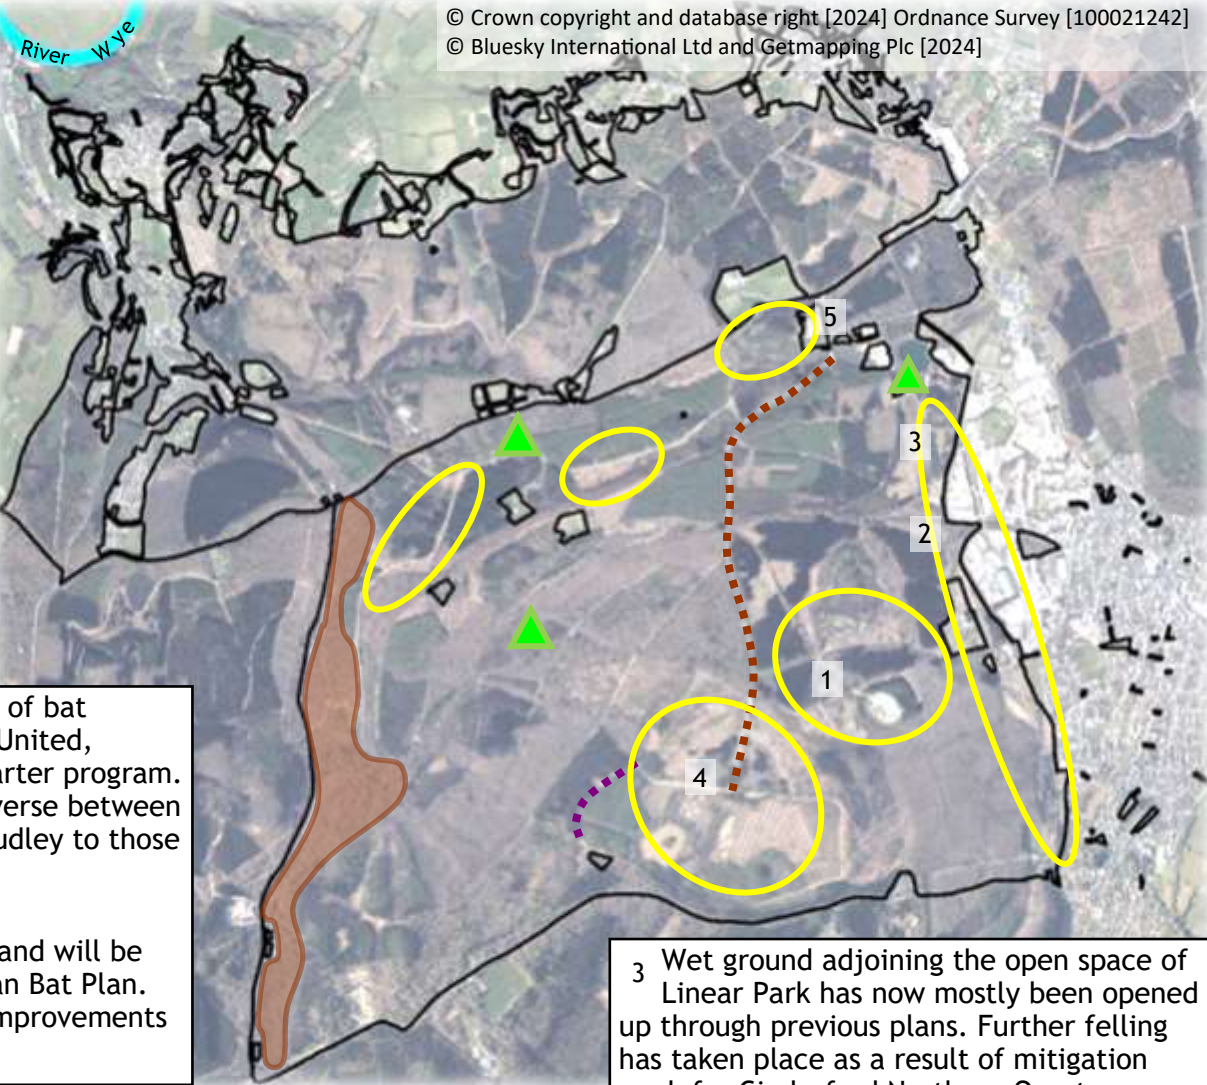 © Crown copyright and database right [2024] Ordnance Survey [100021242]
© Bluesky International Ltd and Getmapping Plc [2024]
River Wye
5
3
2
1
4
of bat
United,
arter program.
verse between
udley to those
and will be
an Bat Plan.
mprovements
3 Wet ground adjoining the open space of
Linear Park has now mostly been opened
up through previous plans. Further felling
has taken place as a result of mitigation